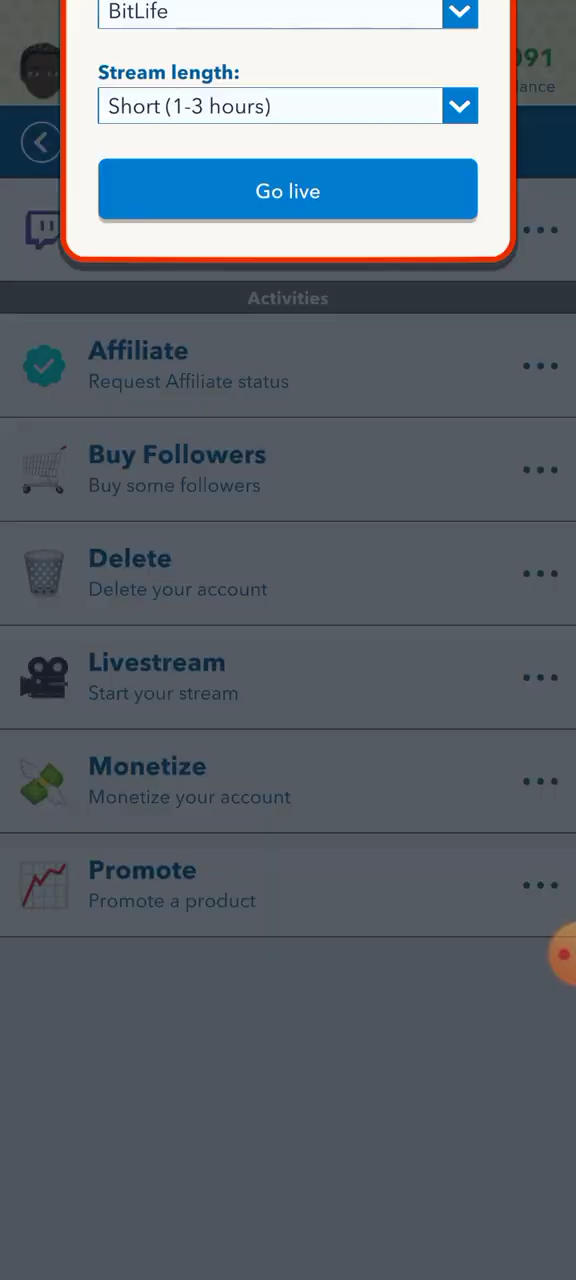 BitLife
Stream length:
Short (1-3 hours)
Go live
Activities
Affiliate
Request Affiliate status
Buy Followers
Buy some followers
Delete
Delete your account
Livestream
Start your stream
Monetize
Monetize your account
Promote
Promote a product